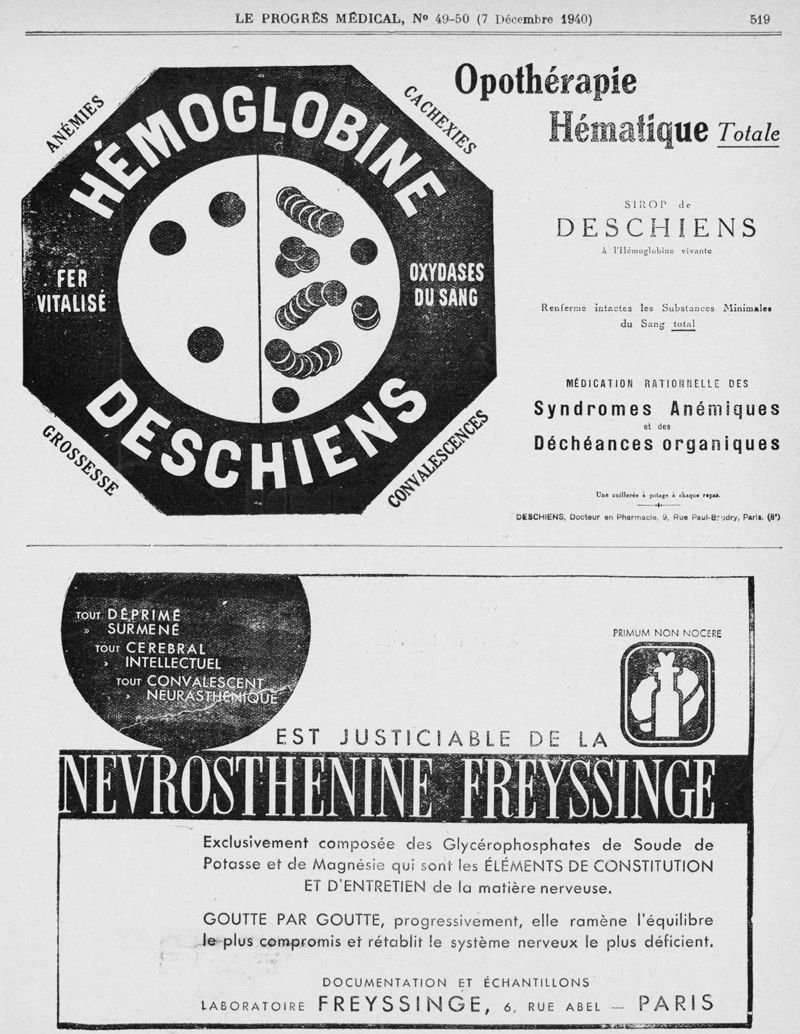 LE PROGRÈS MÉDICAL, N° 49-50 (7 Décembre 1940) 519
ANÉMIES
CACHEXIES
HÉMOGLOBINE
FER
VITALISÉ
OXYDASES
DU SANG
DESCHIENS
GROSSESSE
CONVALESCENCES
Opothérapie
Hématique Totale
SIROP de
DESCHIENS
à l'Hémoglobine vivante
Renferme intactes les Substances Minimales
du Sang total
MÉDICATION RATIONNELLE DES
Syndromes Anémiques
et des
Déchéances organiques
Une cuillerée à potage à chaque repas.
DESCHIENS, Docteur en Pharmacie, 9, Rue Paul-Baudry, Paris. (8e)
TOUT DÉPRIMÉ
» SURMENÉ
TOUT CEREBRAL
» INTELLECTUEL
TOUT CONVALESCENT
» NEURASTHENIQUE
PRIMUM NON NOCERE
EST JUSTICIABLE DE LA
NEVROSTHENINE FREYSSINGE
Exclusivement composée des Glycérophosphates de Soude de
Potasse et de Magnésie qui sont les ÉLÉMENTS DE CONSTITUTION
ET D'ENTRETIEN de la matière nerveuse.
GOUTTE PAR GOUTTE, progressivement, elle ramène l'équilibre
le plus compromis et rétablit le système nerveux le plus déficient.
DOCUMENTATION ET ÉCHANTILLONS
LABORATOIRE FREYSSINGE, 6, RUE ABEL — PARIS